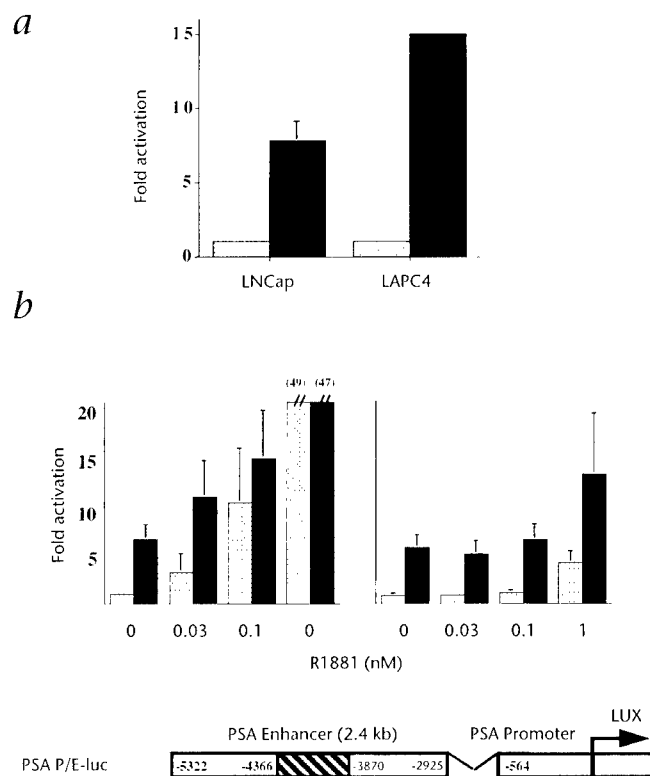 a
15
10
5
0
Fold activation
LNCap LAPC4
b
(49) (47)
20
15
10
5
Fold activation
0 0.03 0.1 0 0 0.03 0.1 1
R1881 (nM)
LUX
PSA Enhancer (2.4 kb) PSA Promoter
PSA P/E-luc -5322 -4366 -3870 -2925 -564